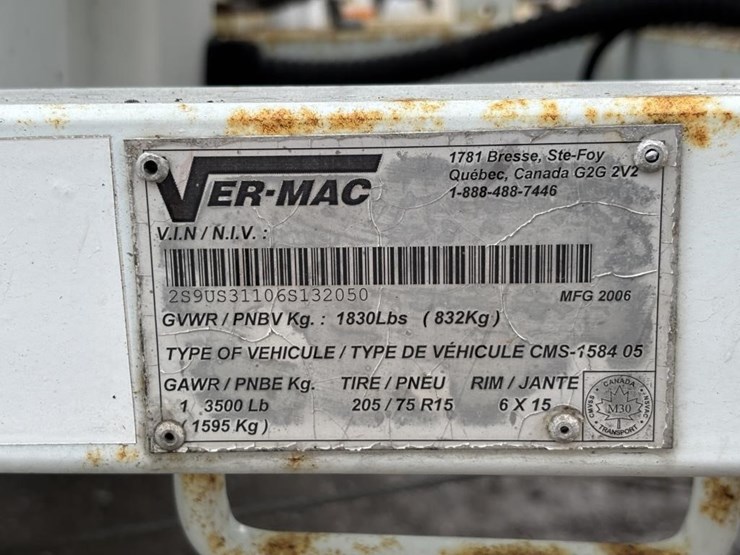 VER-MAC
1781 Bresse, Ste-Foy
Québec, Canada G2G 2V2
1-888-488-7446
V.I.N / N.I.V. :
2S9US31106S132050
MFG 2006
GVWR / PNBV Kg. : 1830Lbs ( 832Kg )
TYPE OF VEHICULE / TYPE DE VÉHICULE CMS-1584 05
GAWR / PNBE Kg. TIRE / PNEU RIM / JANTE
1 3500 Lb 205 / 75 R15 6 X 15
(1595 Kg )
CANADA
CMVSS M30 NSVAC
TRANSPORT